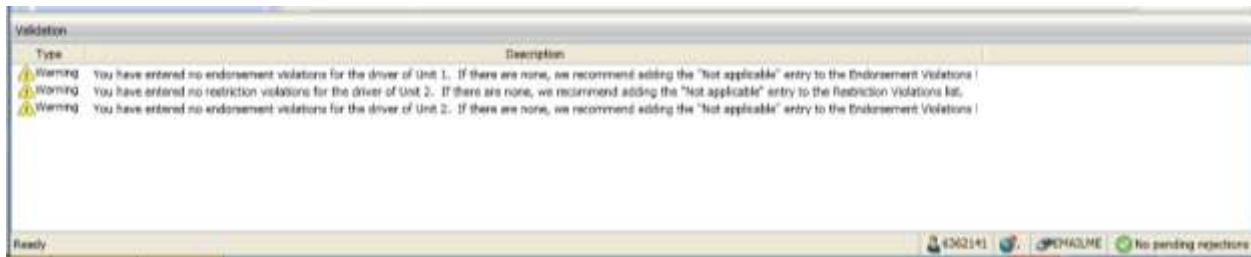 Validation
Type Description
Warning You have entered no endorsement violations for the driver of Unit 1. If there are none, we recommend adding the "Not applicable" entry to the Endorsement Violations
Warning You have entered no restriction violations for the driver of Unit 2. If there are none, we recommend adding the "Not applicable" entry to the Restriction Violations list.
Warning You have entered no endorsement violations for the driver of Unit 2. If there are none, we recommend adding the "Not applicable" entry to the Endorsement Violations
Ready 6362141 EMAILME No pending rejections